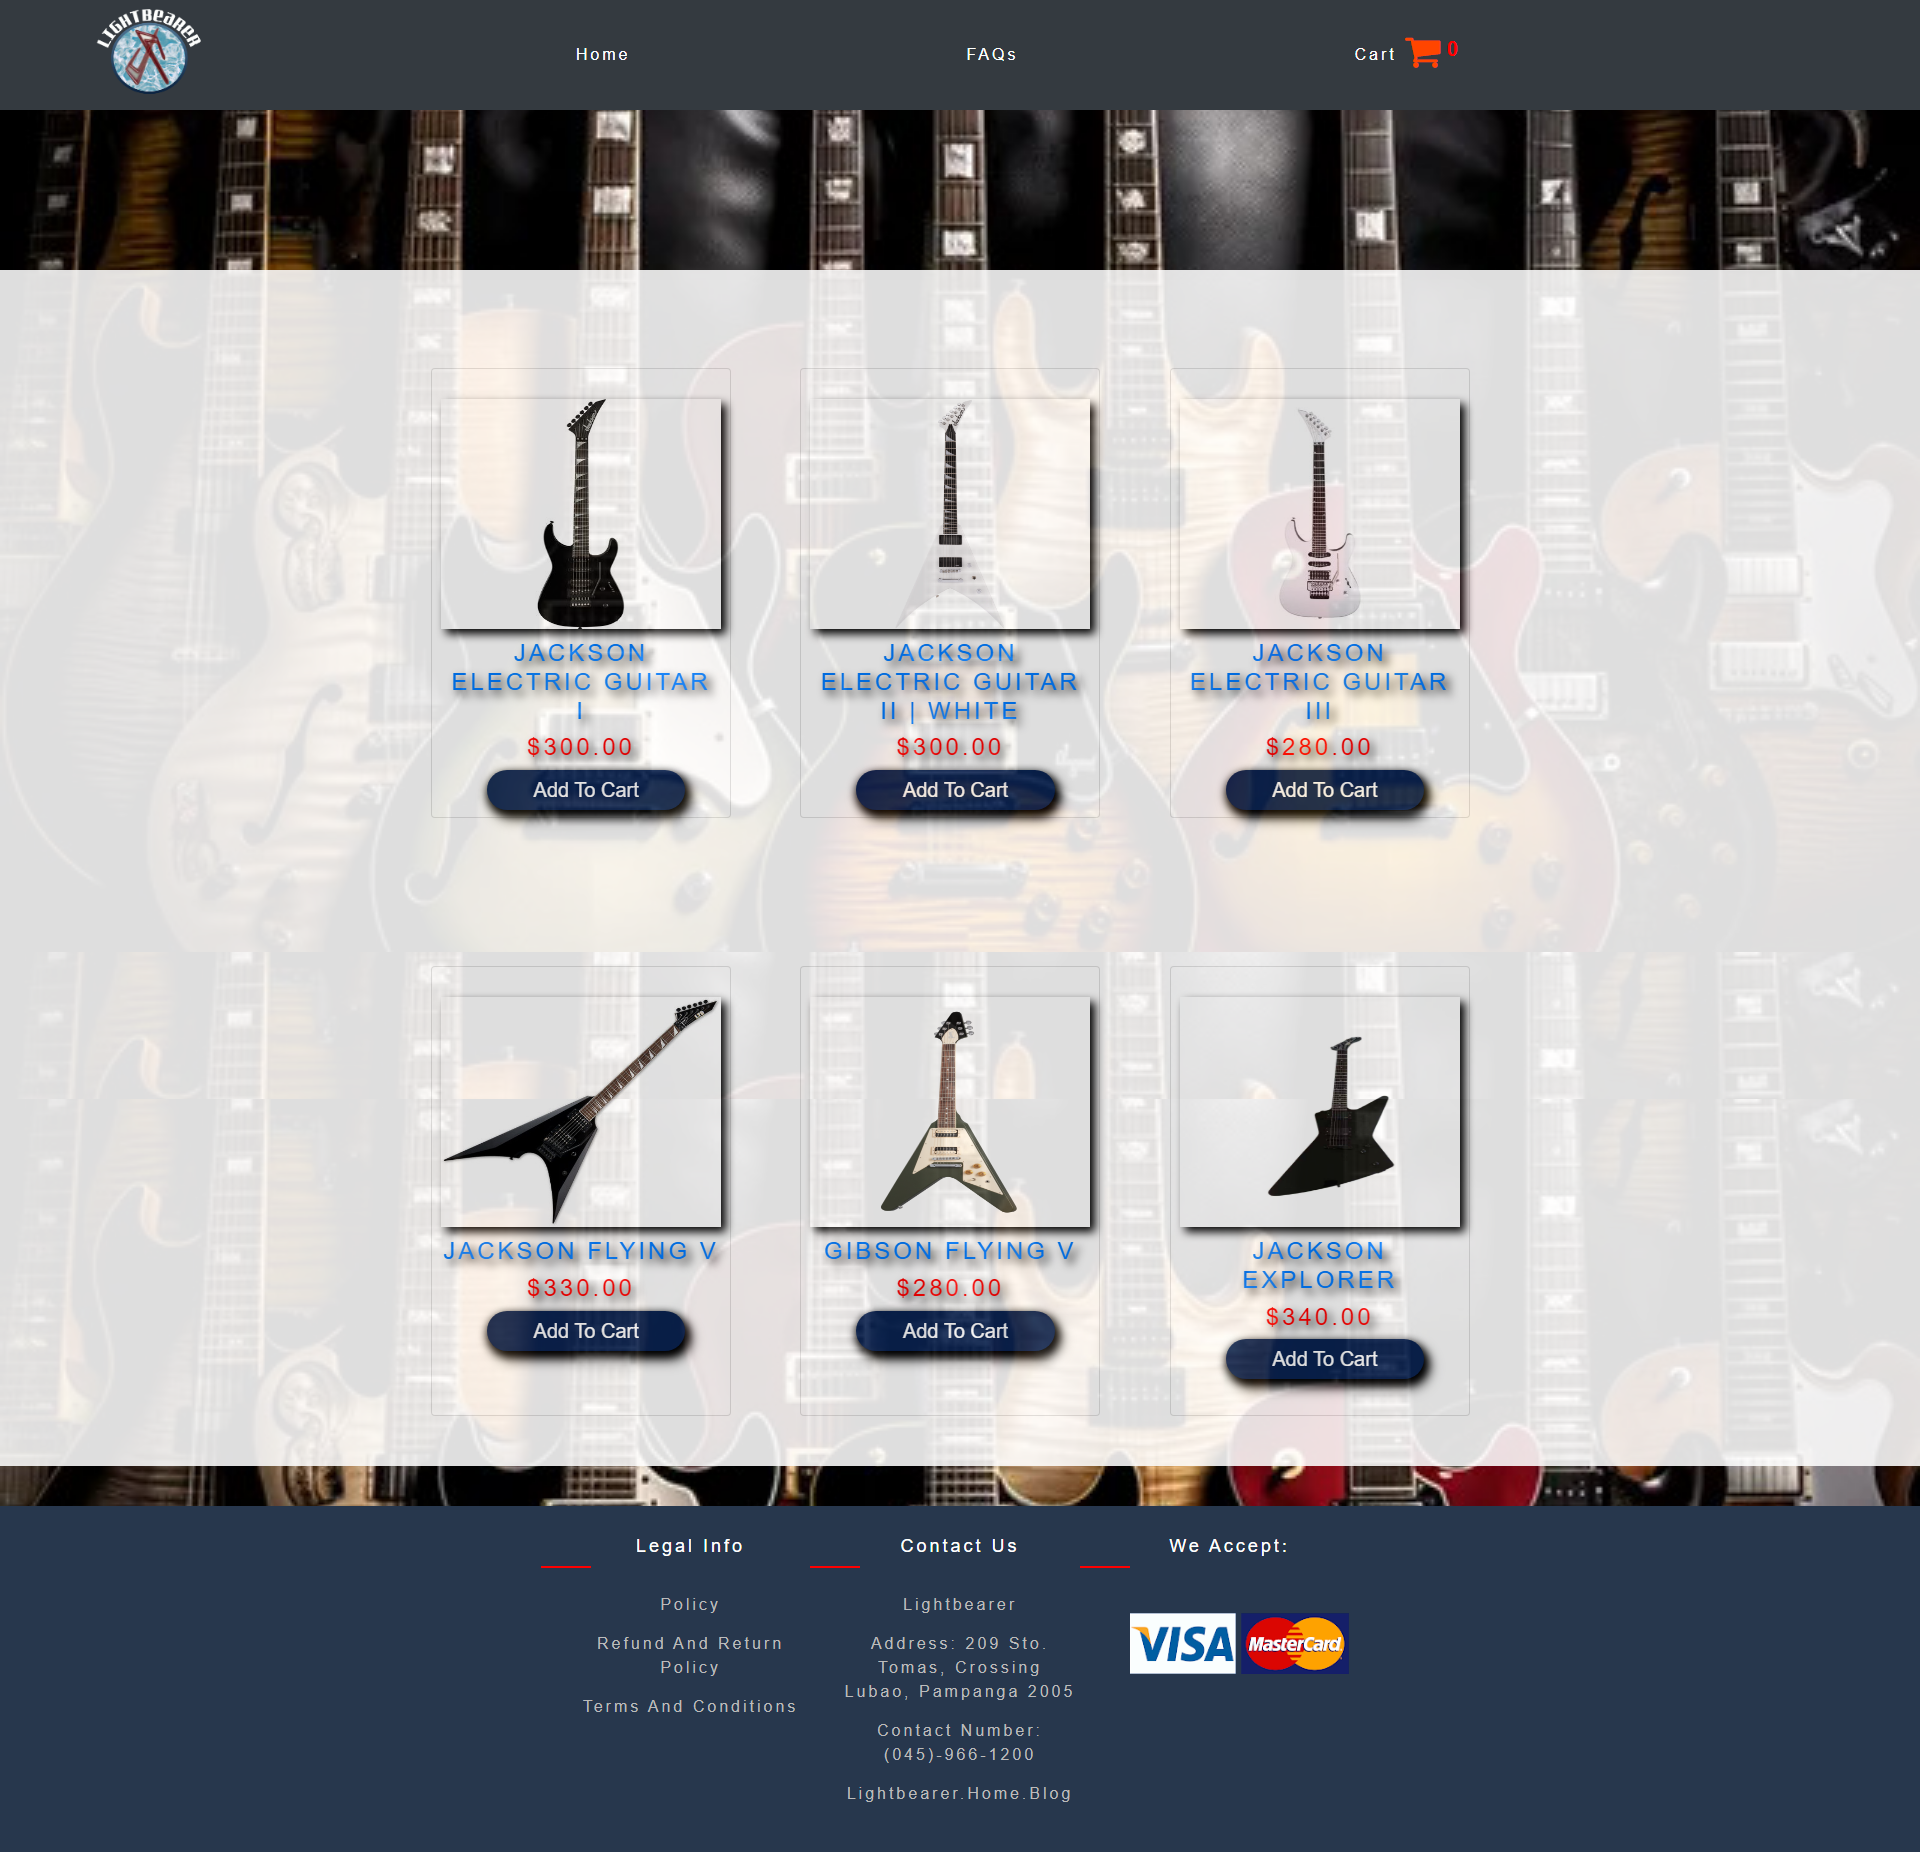 LIGHTBEARER
Home
FAQs
Cart 0
JACKSON
ELECTRIC GUITAR
I
$300.00
Add To Cart
JACKSON
ELECTRIC GUITAR
II | WHITE
$300.00
Add To Cart
JACKSON
ELECTRIC GUITAR
III
$280.00
Add To Cart
JACKSON FLYING V
$330.00
Add To Cart
GIBSON FLYING V
$280.00
Add To Cart
JACKSON
EXPLORER
$340.00
Add To Cart
Legal Info
Policy
Refund And Return
Policy
Terms And Conditions
Contact Us
Lightbearer
Address: 209 Sto.
Tomas, Crossing
Lubao, Pampanga 2005
Contact Number:
(045)-966-1200
Lightbearer.Home.Blog
We Accept:
VISA
MasterCard